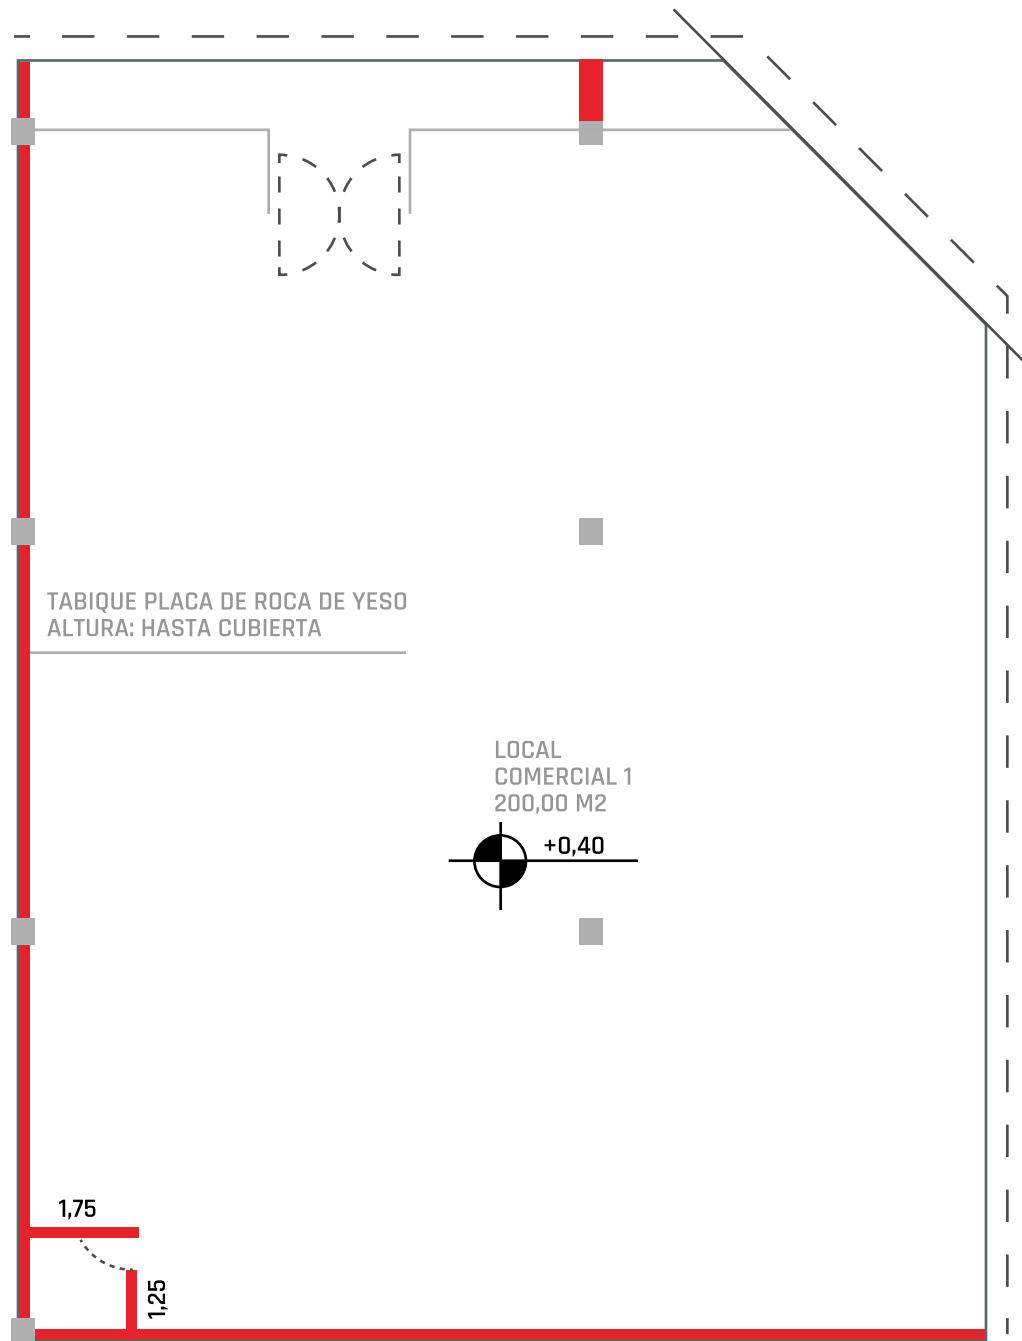 TABIQUE PLACA DE ROCA DE YESO
ALTURA: HASTA CUBIERTA
LOCAL
COMERCIAL 1
200,00 M2
+0,40
1,75
1,25